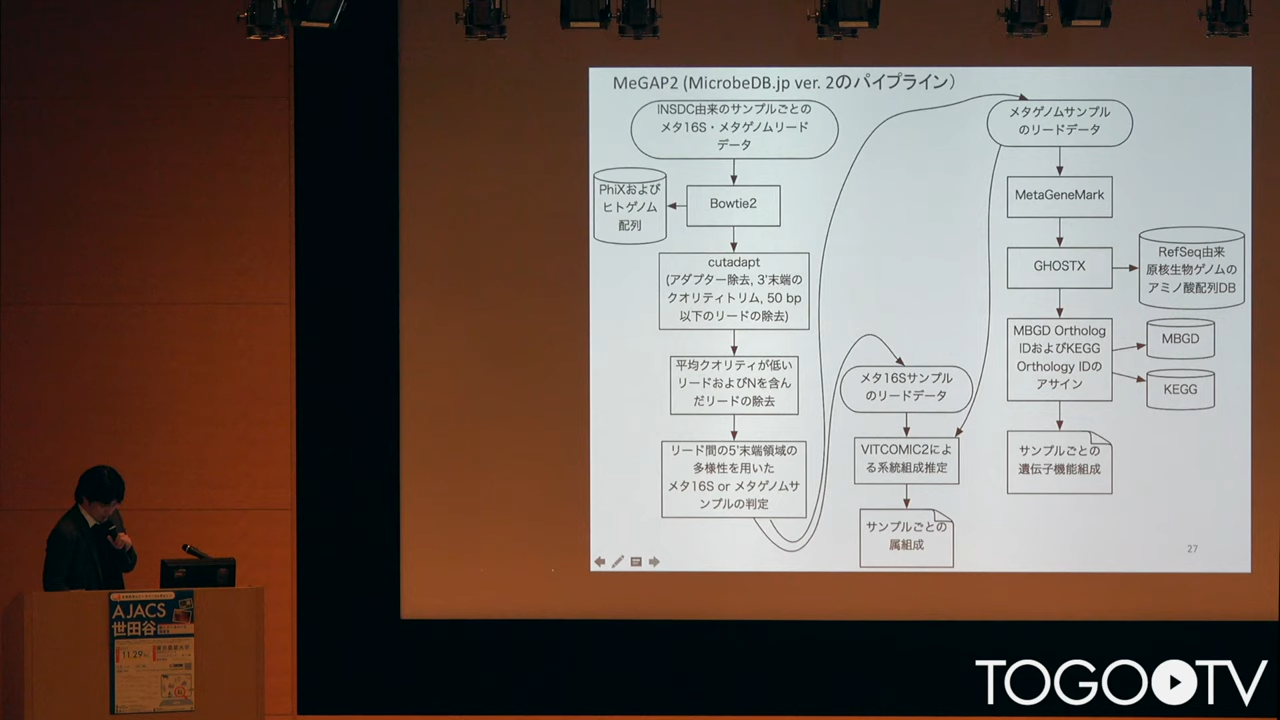 MeGAP2 (MicrobeDB.jp ver. 2のパイプライン)
INSDC由来のサンプルごとの
メタ16S・メタゲノムリード
データ
PhiXおよび
ヒトゲノム
配列
Bowtie2
cutadapt
(アダプター除去, 3'末端の
クオリティトリム, 50 bp
以下のリードの除去)
平均クオリティが低い
リードおよびNを含ん
だリードの除去
リード間の5'末端領域の
多様性を用いた
メタ16S or メタゲノムサ
ンプルの判定
メタ16Sサンプル
のリードデータ
VITCOMIC2によ
る系統組成推定
サンプルごとの
属組成
メタゲノムサンプル
のリードデータ
MetaGeneMark
GHOSTX
RefSeq由来
原核生物ゲノムの
アミノ酸配列DB
MBGD Ortholog
IDおよびKEGG
Orthology IDの
アサイン
MBGD
KEGG
サンプルごとの
遺伝子機能組成
27
AJACS
世田谷
11 29
東京農業大学
TOGOTV